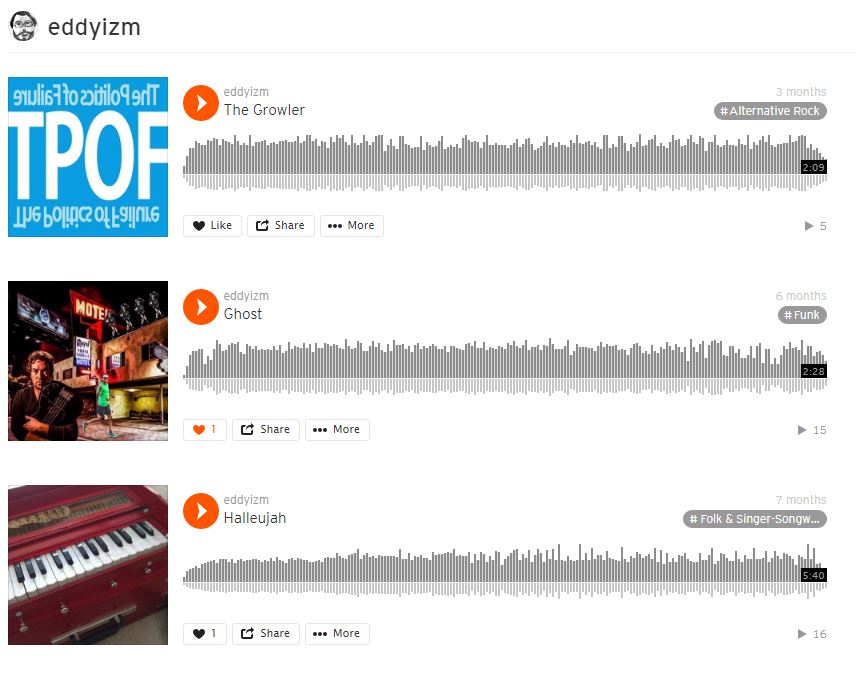 eddyizm
The Politics of Failure
TPOF
The Politics of Failure
eddyizm
3 months
The Growler
# Alternative Rock
2:09
Like
Share
More
5
MOTEL
eddyizm
6 months
Ghost
# Funk
2:28
1
Share
More
15
eddyizm
7 months
Halleujah
# Folk & Singer-Songw...
5:40
1
Share
More
16